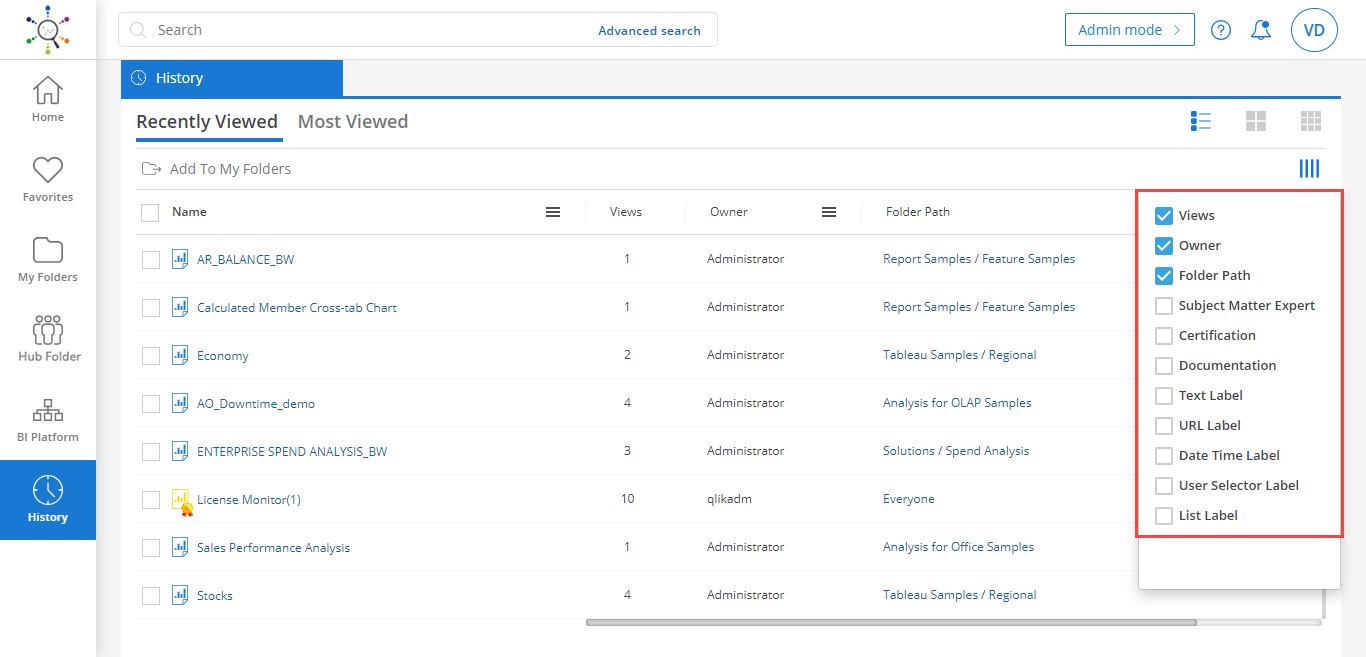 Search
Advanced search
Admin mode
VD
Home
Favorites
My Folders
Hub Folder
BI Platform
History
History
Recently Viewed
Most Viewed
Add To My Folders
Name Views Owner Folder Path
AR_BALANCE_BW 1 Administrator Report Samples / Feature Samples
Calculated Member Cross-tab Chart 1 Administrator Report Samples / Feature Samples
Economy 2 Administrator Tableau Samples / Regional
AO_Downtime_demo 4 Administrator Analysis for OLAP Samples
ENTERPRISE SPEND ANALYSIS_BW 3 Administrator Solutions / Spend Analysis
License Monitor(1) 10 qlikadm Everyone
Sales Performance Analysis 1 Administrator Analysis for Office Samples
Stocks 4 Administrator Tableau Samples / Regional
Views
Owner
Folder Path
Subject Matter Expert
Certification
Documentation
Text Label
URL Label
Date Time Label
User Selector Label
List Label